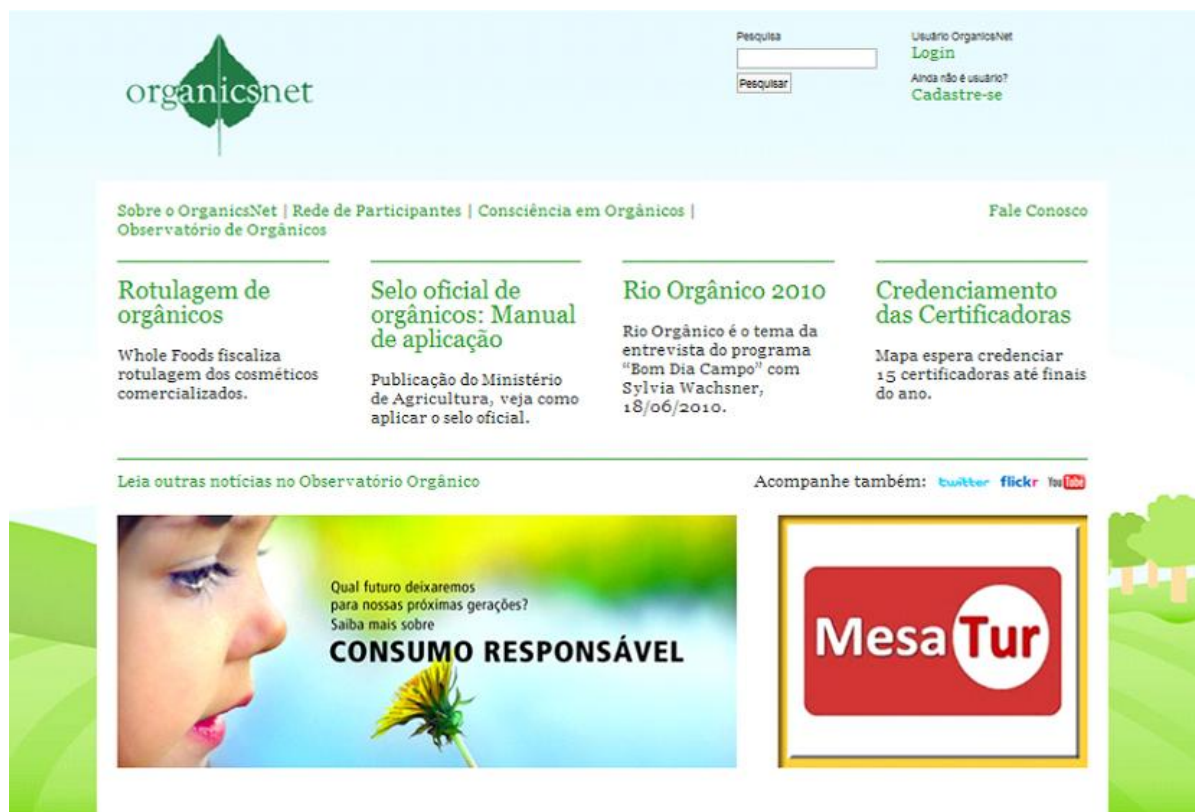 organicsnet
Pesquisa
Pesquisar
Usuário OrganicsNet
Login
Ainda não é usuário?
Cadastre-se
Sobre o OrganicsNet | Rede de Participantes | Consciência em Orgânicos |
Observatório de Orgânicos
Fale Conosco
Rotulagem de
orgânicos
Whole Foods fiscaliza
rotulagem dos cosméticos
comercializados.
Selo oficial de
orgânicos: Manual
de aplicação
Publicação do Ministério
de Agricultura, veja como
aplicar o selo oficial.
Rio Orgânico 2010
Rio Orgânico é o tema da
entrevista do programa
“Bom Dia Campo” com
Sylvia Wachsner,
18/06/2010.
Credenciamento
das Certificadoras
Mapa espera credenciar
15 certificadoras até finais
do ano.
Leia outras notícias no Observatório Orgânico
Acompanhe também: twitter flickr YouTube
Qual futuro deixaremos
para nossas próximas gerações?
Saiba mais sobre
CONSUMO RESPONSÁVEL
MesaTur